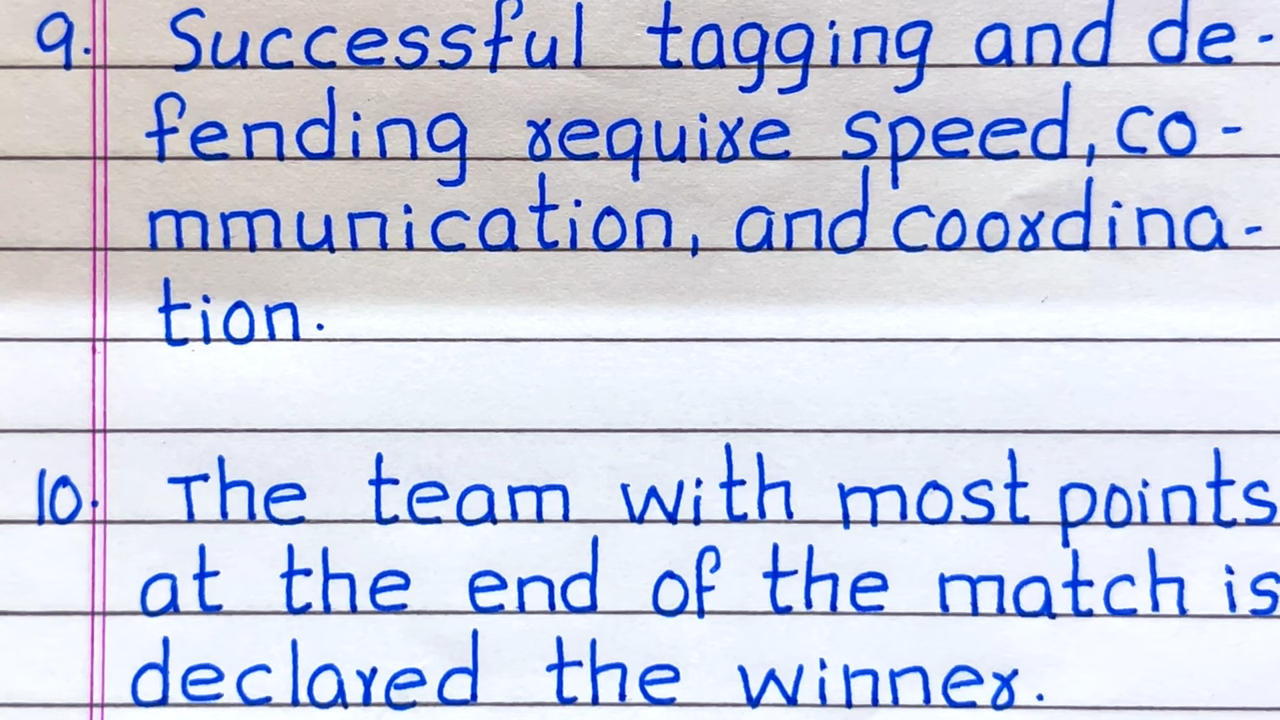 9. Successful tagging and de-
fending require speed, co-
mmunication, and coordina-
tion.
10. The team with most points
at the end of the match is
declared the winner.